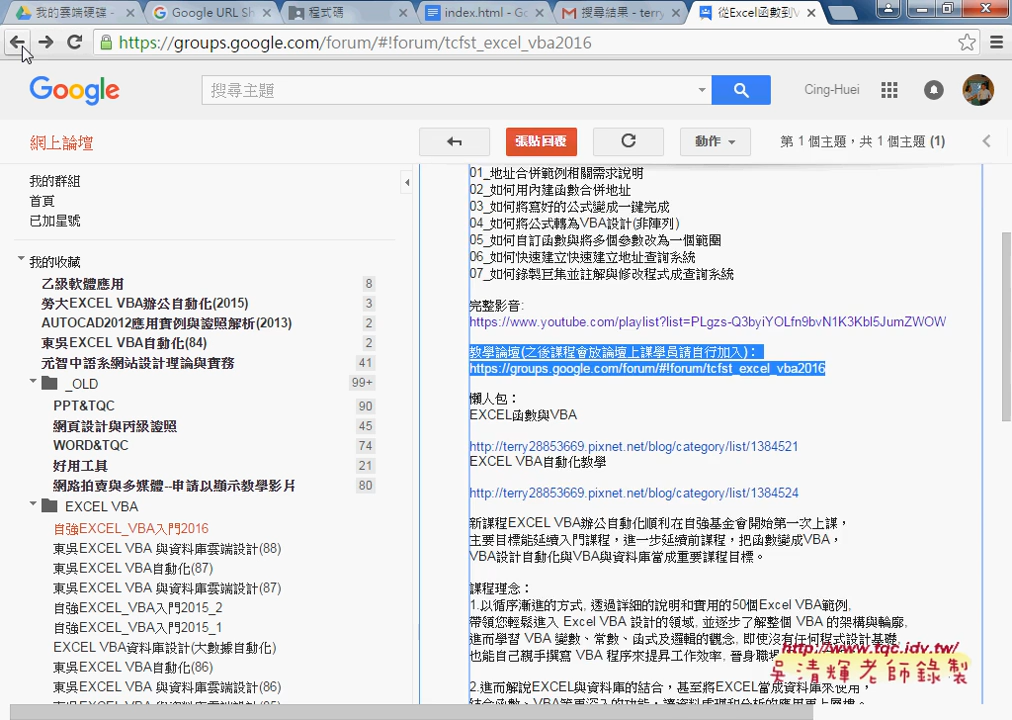 我的雲端硬碟 -
Google URL Sh
程式碼
index.html - Go
搜尋結果 - terry
從Excel函數到V
https://groups.google.com/forum/#!forum/tcfst_excel_vba2016
Google
搜尋主題
Cing-Huei
網上論壇
張貼回覆
動作
第 1 個主題，共 1 個主題 (1)
我的群組
首頁
已加星號
我的收藏
乙級軟體應用 8
勞大EXCEL VBA辦公自動化(2015) 3
AUTOCAD2012應用實例與證照解析(2013) 2
東吳EXCEL VBA自動化(84) 2
元智中語系網站設計理論與實務 41
_OLD 99+
PPT&TQC 90
網頁設計與丙級證照 45
WORD&TQC 74
好用工具 21
網路拍賣與多媒體--申請以顯示教學影片 80
EXCEL VBA
自強EXCEL_VBA入門2016
東吳EXCEL VBA 與資料庫雲端設計(88)
東吳EXCEL VBA自動化(87)
東吳EXCEL VBA 與資料庫雲端設計(87)
自強EXCEL_VBA入門2015_2
自強EXCEL_VBA入門2015_1
EXCEL VBA資料庫設計(大數據自動化)
東吳EXCEL VBA自動化(86)
東吳EXCEL VBA 與資料庫雲端設計(86)
01_地址合併範例相關需求說明
02_如何用內建函數合併地址
03_如何將寫好的公式變成一鍵完成
04_如何將公式轉為VBA設計(非陣列)
05_如何自訂函數與將多個參數改為一個範圍
06_如何快速建立快速建立地址查詢系統
07_如何錄製巨集並註解與修改程式成查詢系統
完整影音:
https://www.youtube.com/playlist?list=PLgzs-Q3byiYOLfn9bvN1K3Kbl5JumZWOW
教學論壇(之後課程會放論壇上課學員請自行加入)：
https://groups.google.com/forum/#!forum/tcfst_excel_vba2016
懶人包：
EXCEL函數與VBA
http://terry28853669.pixnet.net/blog/category/list/1384521
EXCEL VBA自動化教學
http://terry28853669.pixnet.net/blog/category/list/1384524
新課程EXCEL VBA辦公自動化順利在自強基金會開始第一次上課，
主要目標能延續入門課程，進一步延續前課程，把函數變成VBA，
VBA設計自動化與VBA與資料庫當成重要課程目標。
課程理念：
1.以循序漸進的方式, 透過詳細的說明和實用的50個Excel VBA範例,
帶領您輕鬆進入 Excel VBA 設計的領域, 並逐步了解整個 VBA 的架構與輪廓,
進而學習 VBA 變數、常數、函式及邏輯的觀念, 即使沒有任何程式設計基礎,
也能自己親手撰寫 VBA 程序來提昇工作效率, 晉身職場
2.進而解說EXCEL與資料庫的結合，甚至將EXCEL當成資料庫來使用，
http://www.tqc.idv.tw/
吳清輝老師錄製